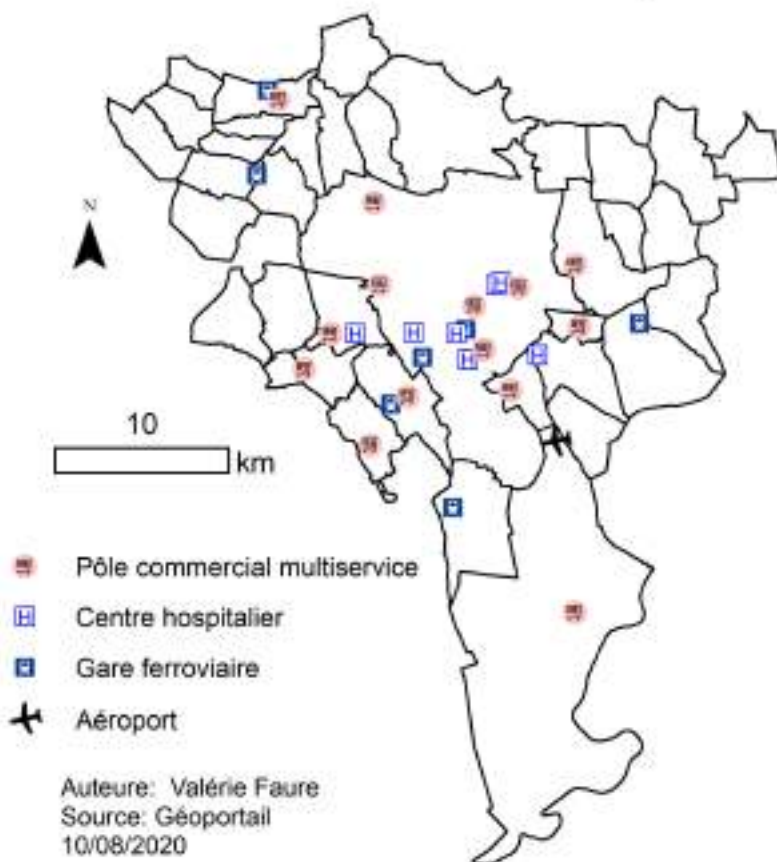 N
10
km
Pôle commercial multiservice
Centre hospitalier
Gare ferroviaire
Aéroport
Auteure: Valérie Faure
Source: Géoportail
10/08/2020